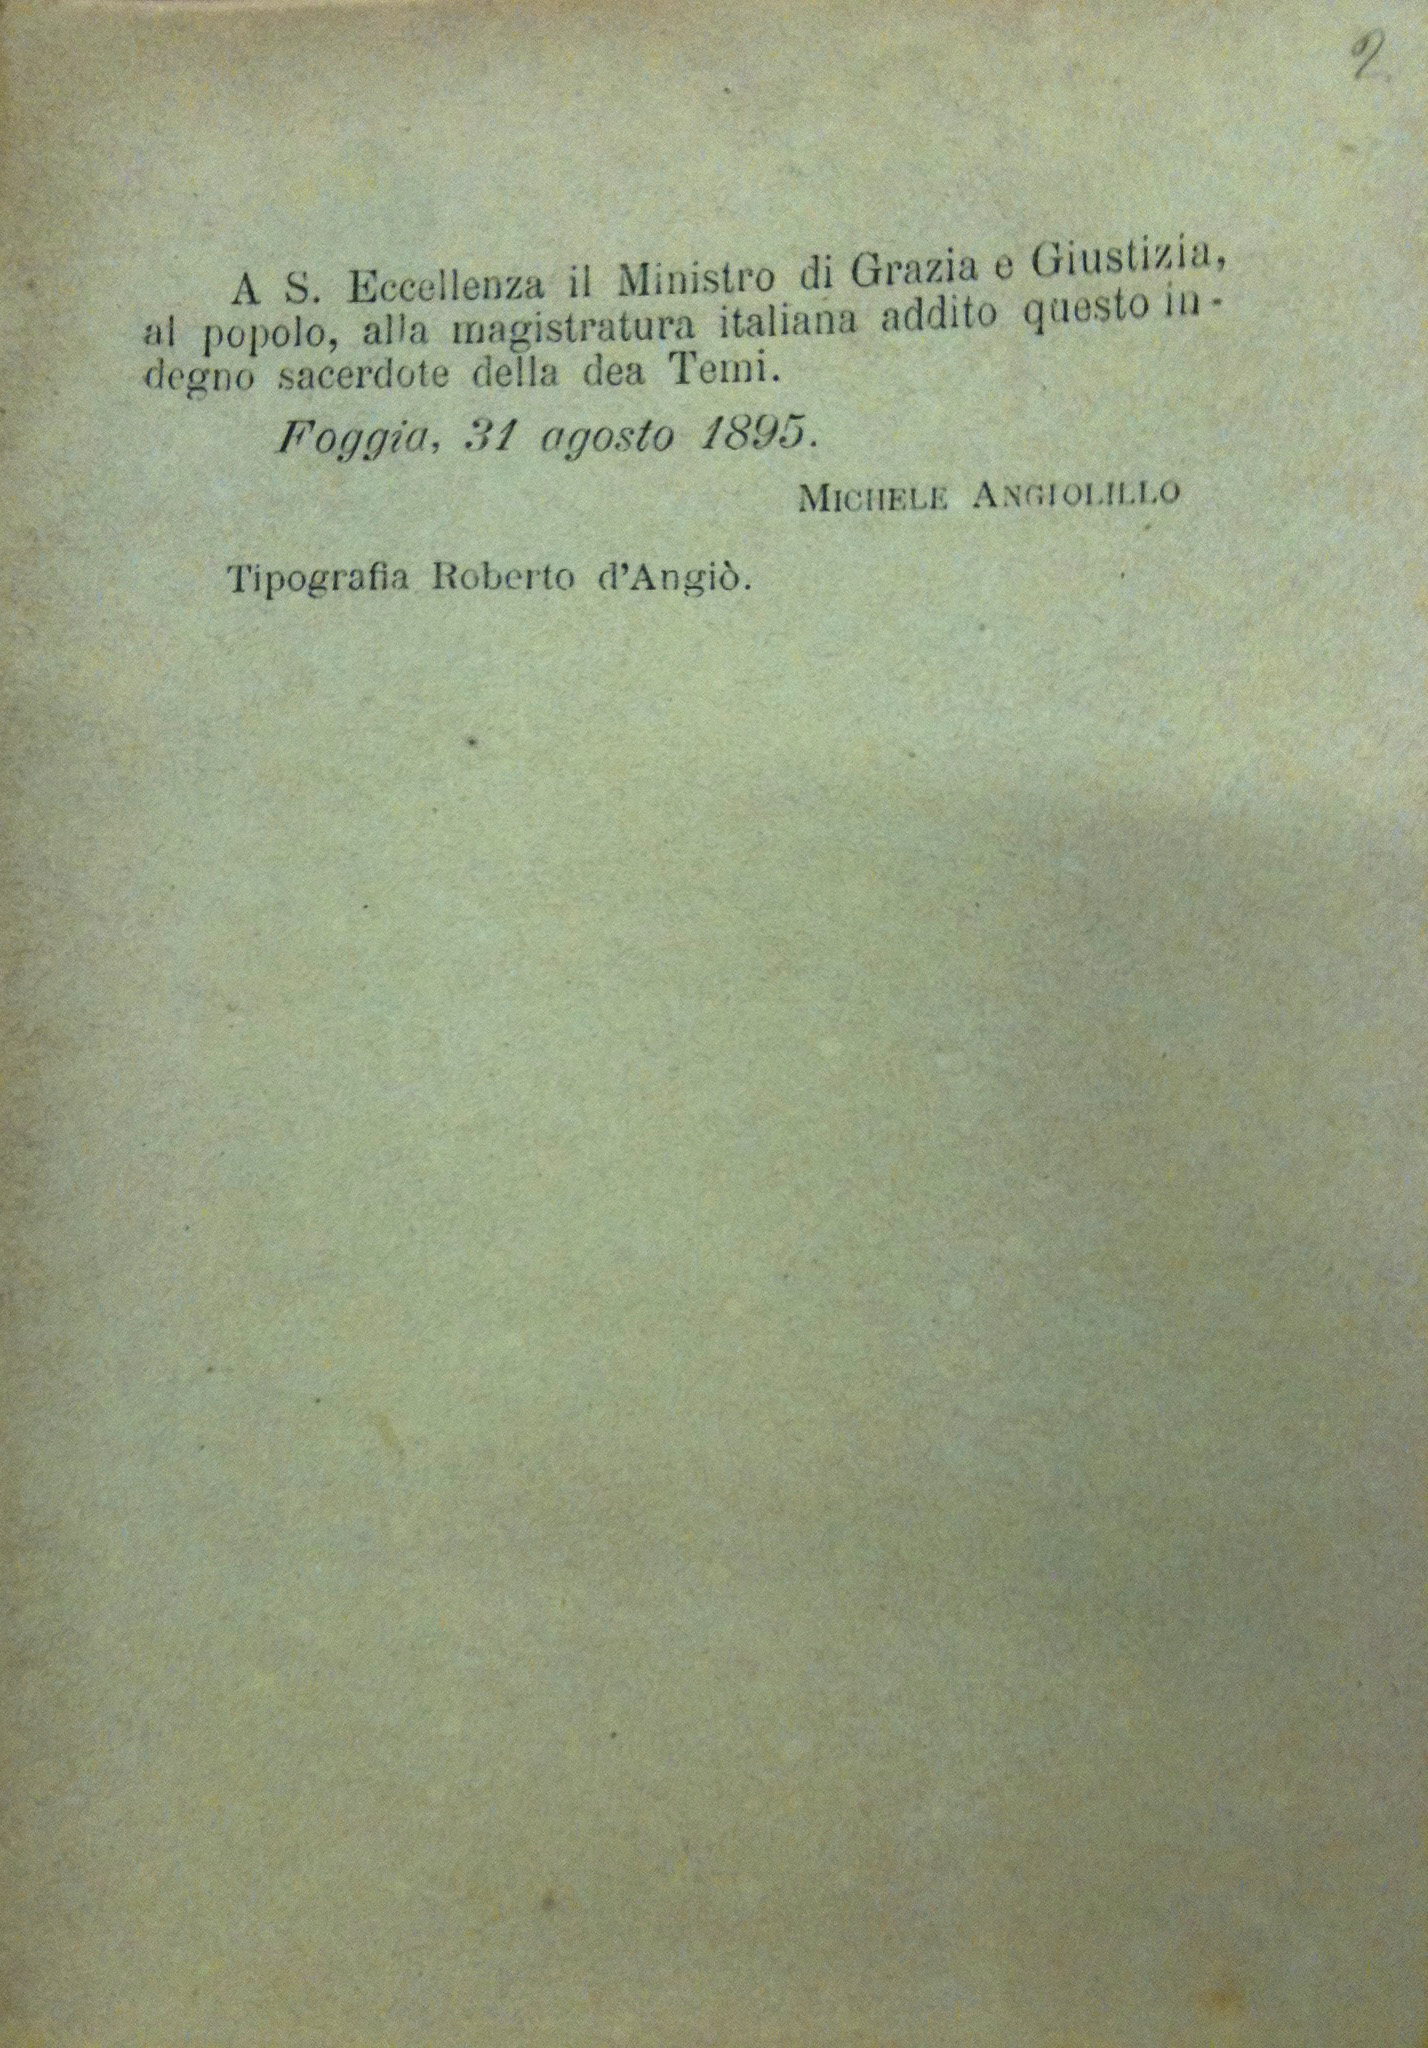 2
A S. Eccellenza il Ministro di Grazia e Giustizia,
al popolo, alla magistratura italiana addito questo in-
degno sacerdote della dea Temi.
Foggia, 31 agosto 1895.
MICHELE ANGIOLILLO
Tipografia Roberto d'Angiò.